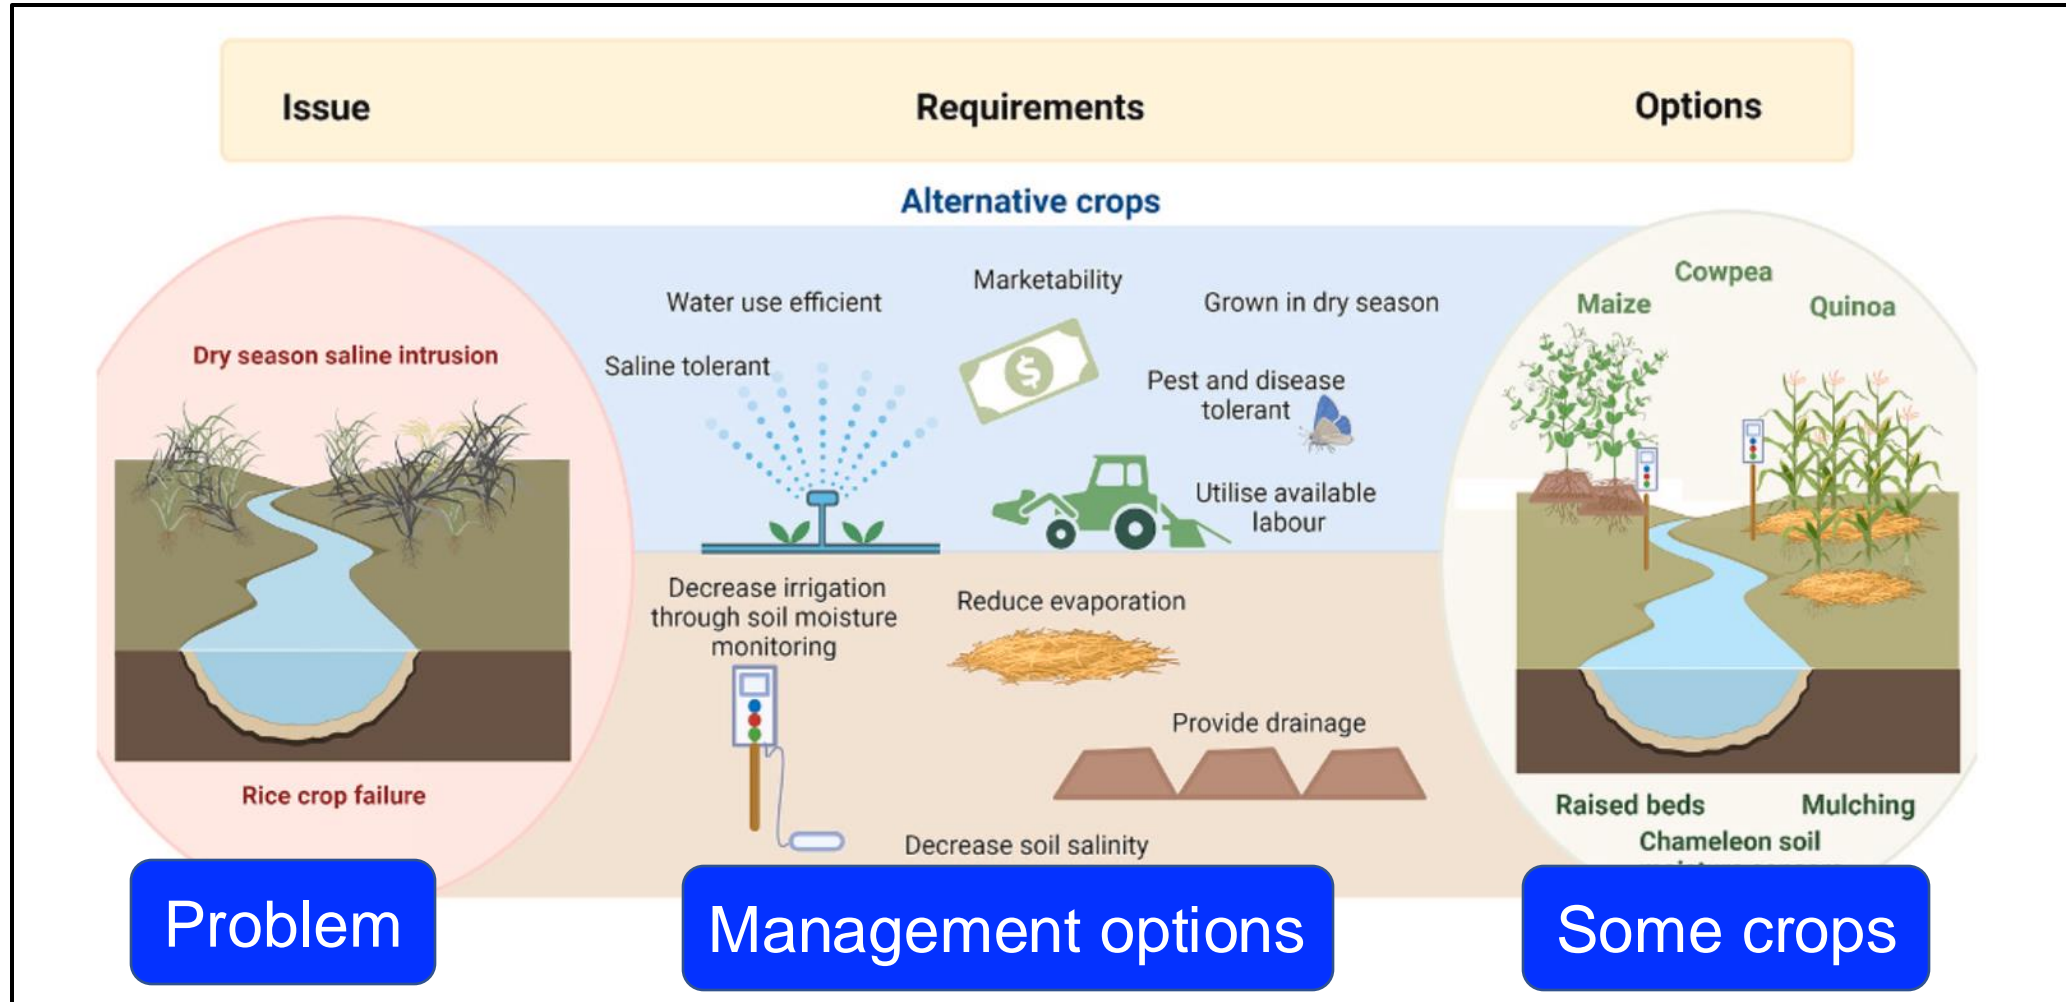 Issue
Requirements
Options
Alternative crops
Dry season saline intrusion
Rice crop failure
Water use efficient
Marketability
Grown in dry season
Saline tolerant
Pest and disease
tolerant
Utilise available
labour
Decrease irrigation
through soil moisture
monitoring
Reduce evaporation
Provide drainage
Decrease soil salinity
Cowpea
Maize
Quinoa
Raised beds
Mulching
Chameleon soil
Problem
Management options
Some crops